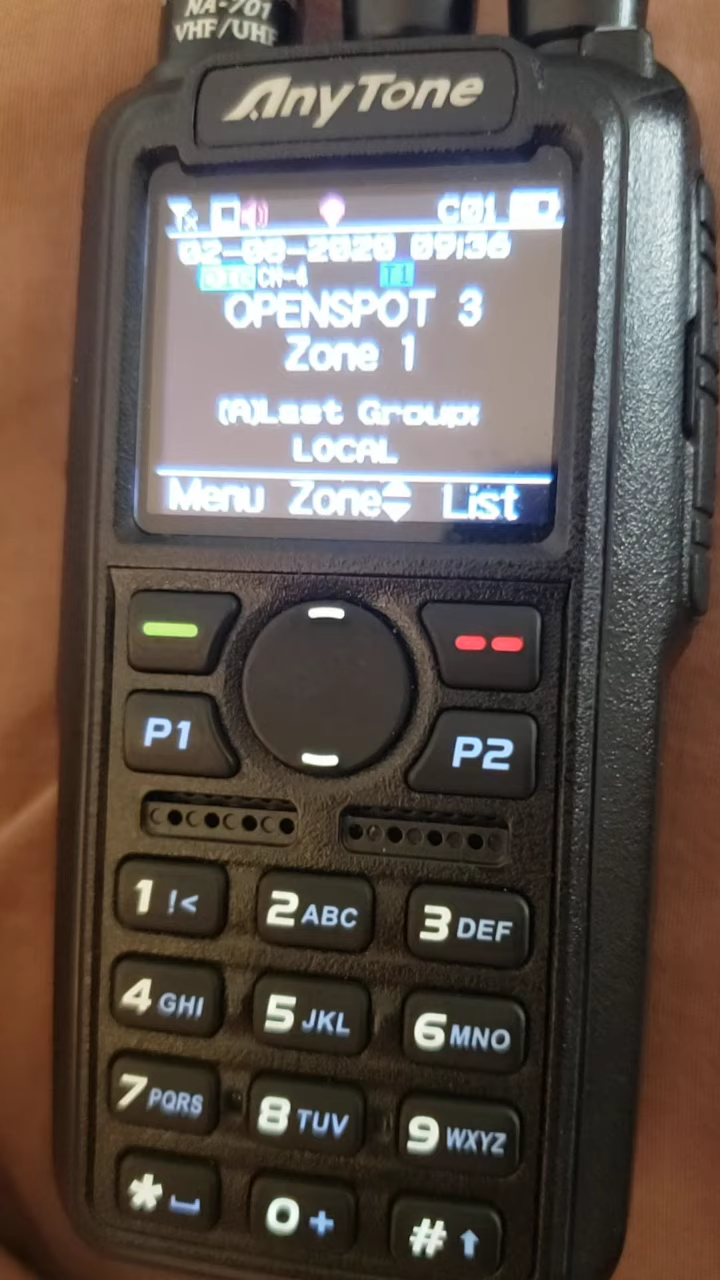 NA-701
VHF/UHF
AnyTone
C01
02-08-2020 09:36
CH-4 T1
OPENSPOT 3
Zone 1
(A)Last Group:
LOCAL
Menu Zone List
P1
P2
1 !<
2 ABC
3 DEF
4 GHI
5 JKL
6 MNO
7 PQRS
8 TUV
9 WXYZ
*
0 +
#